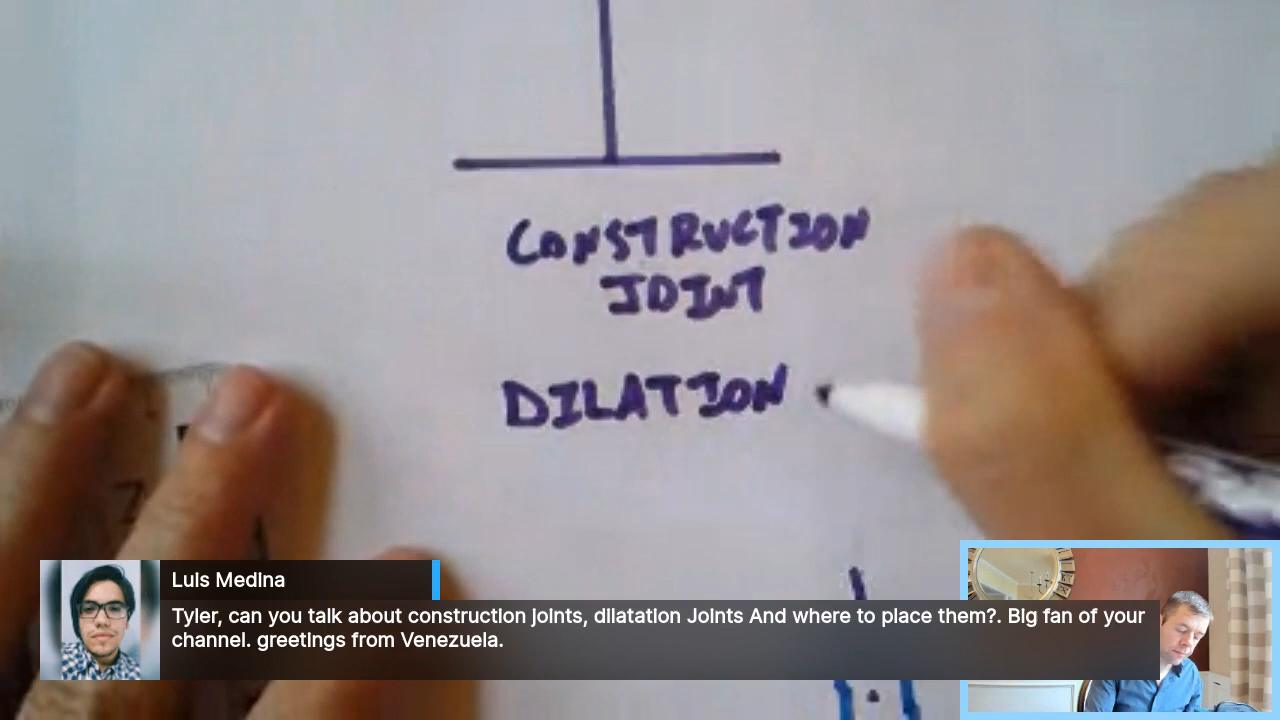 CONSTRUCTION
JOINT
DILATION
Luis Medina
Tyler, can you talk about construction joints, dilatation Joints And where to place them?. Big fan of your
channel. greetings from Venezuela.